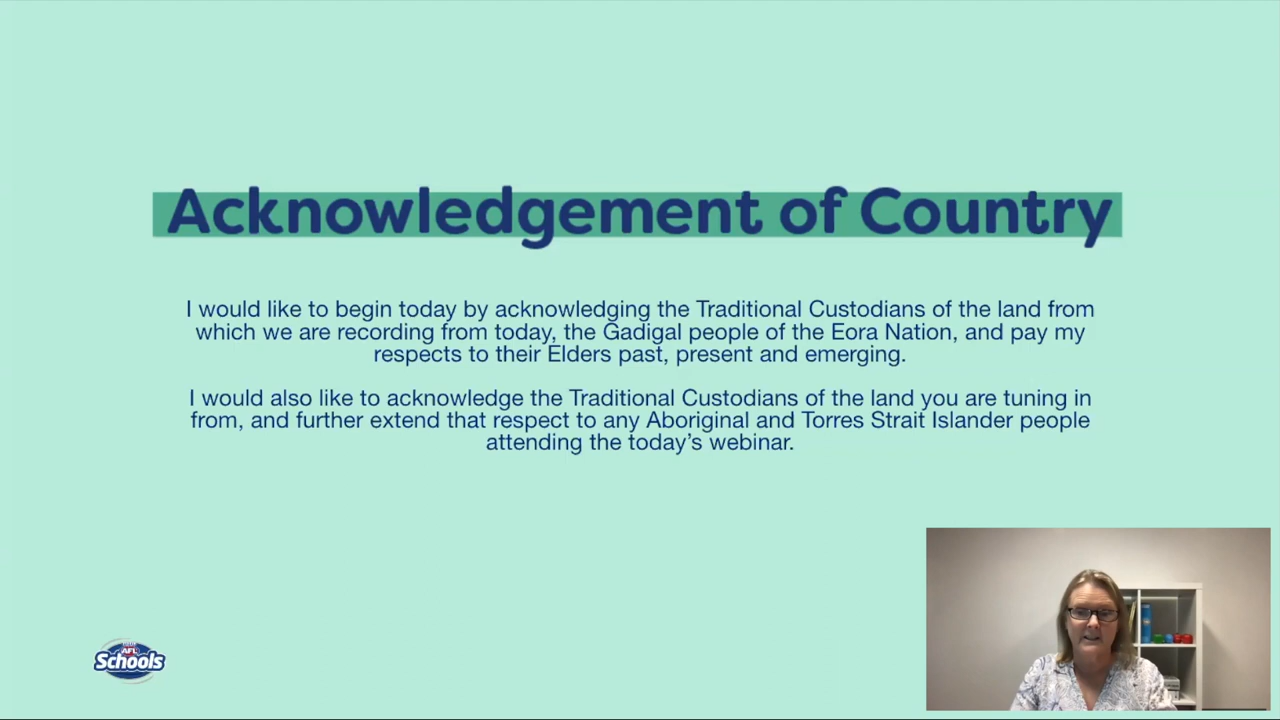 Acknowledgement of Country
I would like to begin today by acknowledging the Traditional Custodians of the land from
which we are recording from today, the Gadigal people of the Eora Nation, and pay my
respects to their Elders past, present and emerging.
I would also like to acknowledge the Traditional Custodians of the land you are tuning in
from, and further extend that respect to any Aboriginal and Torres Strait Islander people
attending the today’s webinar.
AFL
Schools